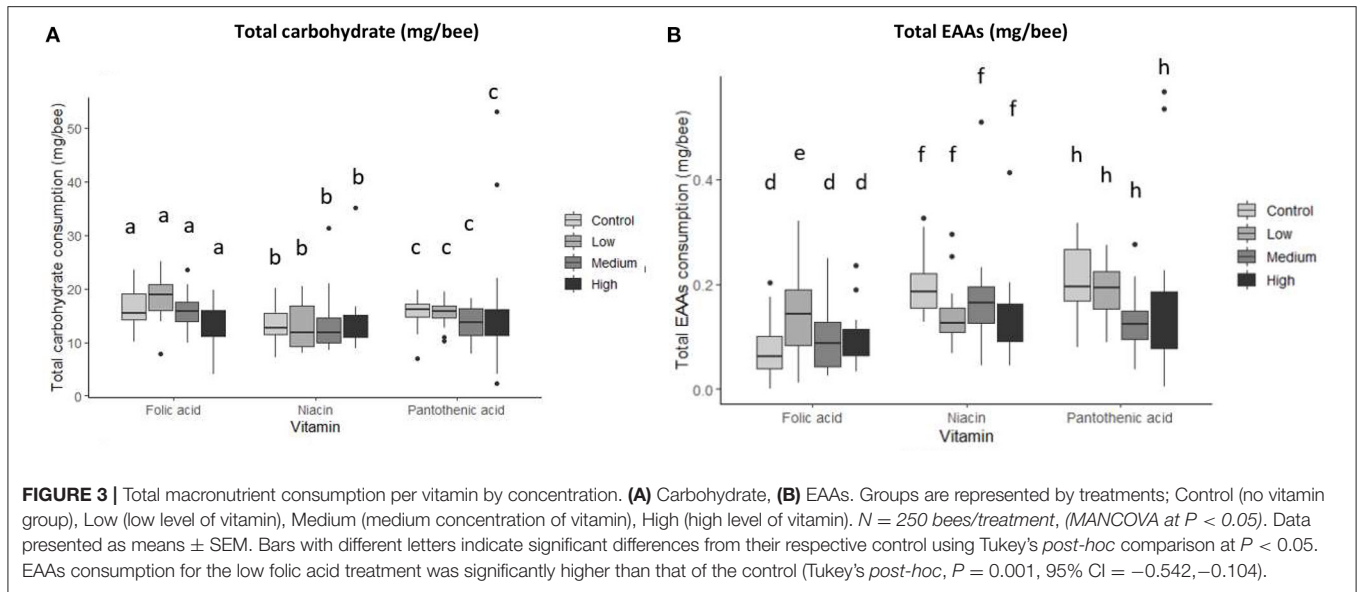 A
Total carbohydrate (mg/bee)
Total carbohydrate consumption (mg/bee)
50
40
30
20
10
0
a
a
a
a
b
b
b
b
c
c
c
c
Folic acid
Niacin
Pantothenic acid
Vitamin
Control
Low
Medium
High
B
Total EAAs (mg/bee)
Total EAAs consumption (mg/bee)
0.4
0.2
0.0
d
e
d
d
f
f
f
f
h
h
h
h
Folic acid
Niacin
Pantothenic acid
Vitamin
Control
Low
Medium
High
FIGURE 3 | Total macronutrient consumption per vitamin by concentration. (A) Carbohydrate, (B) EAAs. Groups are represented by treatments; Control (no vitamin
group), Low (low level of vitamin), Medium (medium concentration of vitamin), High (high level of vitamin). N = 250 bees/treatment, (MANCOVA at P < 0.05). Data
presented as means ± SEM. Bars with different letters indicate significant differences from their respective control using Tukey's post-hoc comparison at P < 0.05.
EAAs consumption for the low folic acid treatment was significantly higher than that of the control (Tukey's post-hoc, P = 0.001, 95% CI = −0.542,−0.104).